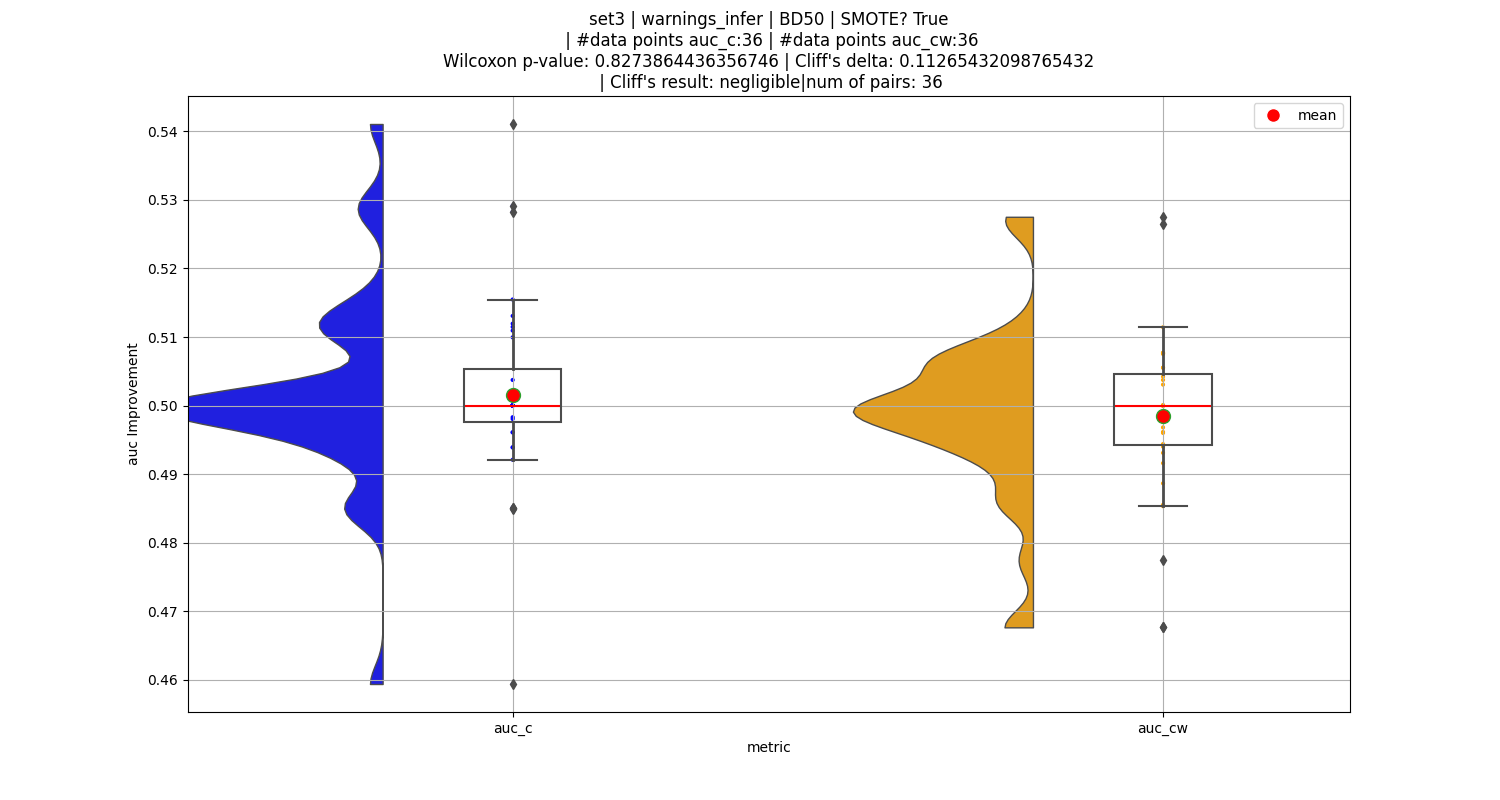 set3 | warnings_infer | BD50 | SMOTE? True
| #data points auc_c:36 | #data points auc_cw:36
Wilcoxon p-value: 0.8273864436356746 | Cliff's delta: 0.11265432098765432
| Cliff's result: negligible|num of pairs: 36
mean
0.54
0.53
0.52
0.51
0.50
0.49
0.48
0.47
0.46
auc Improvement
auc_c
auc_cw
metric